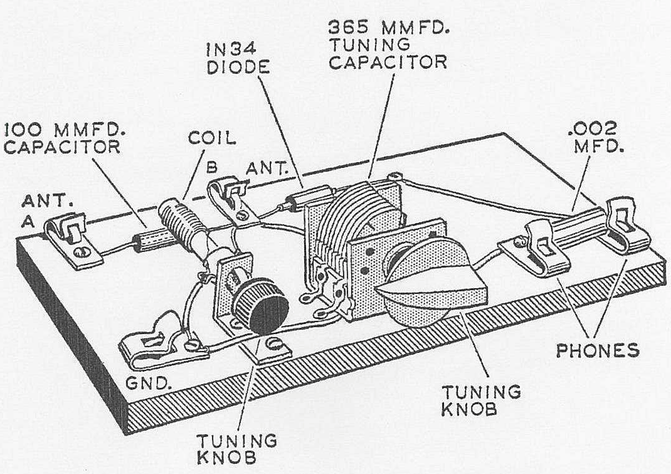 365 MMFD.
TUNING
CAPACITOR
1N34
DIODE
100 MMFD.
CAPACITOR
COIL
B ANT.
.002
MFD.
ANT.
A
GND.
PHONES
TUNING
KNOB
TUNING
KNOB